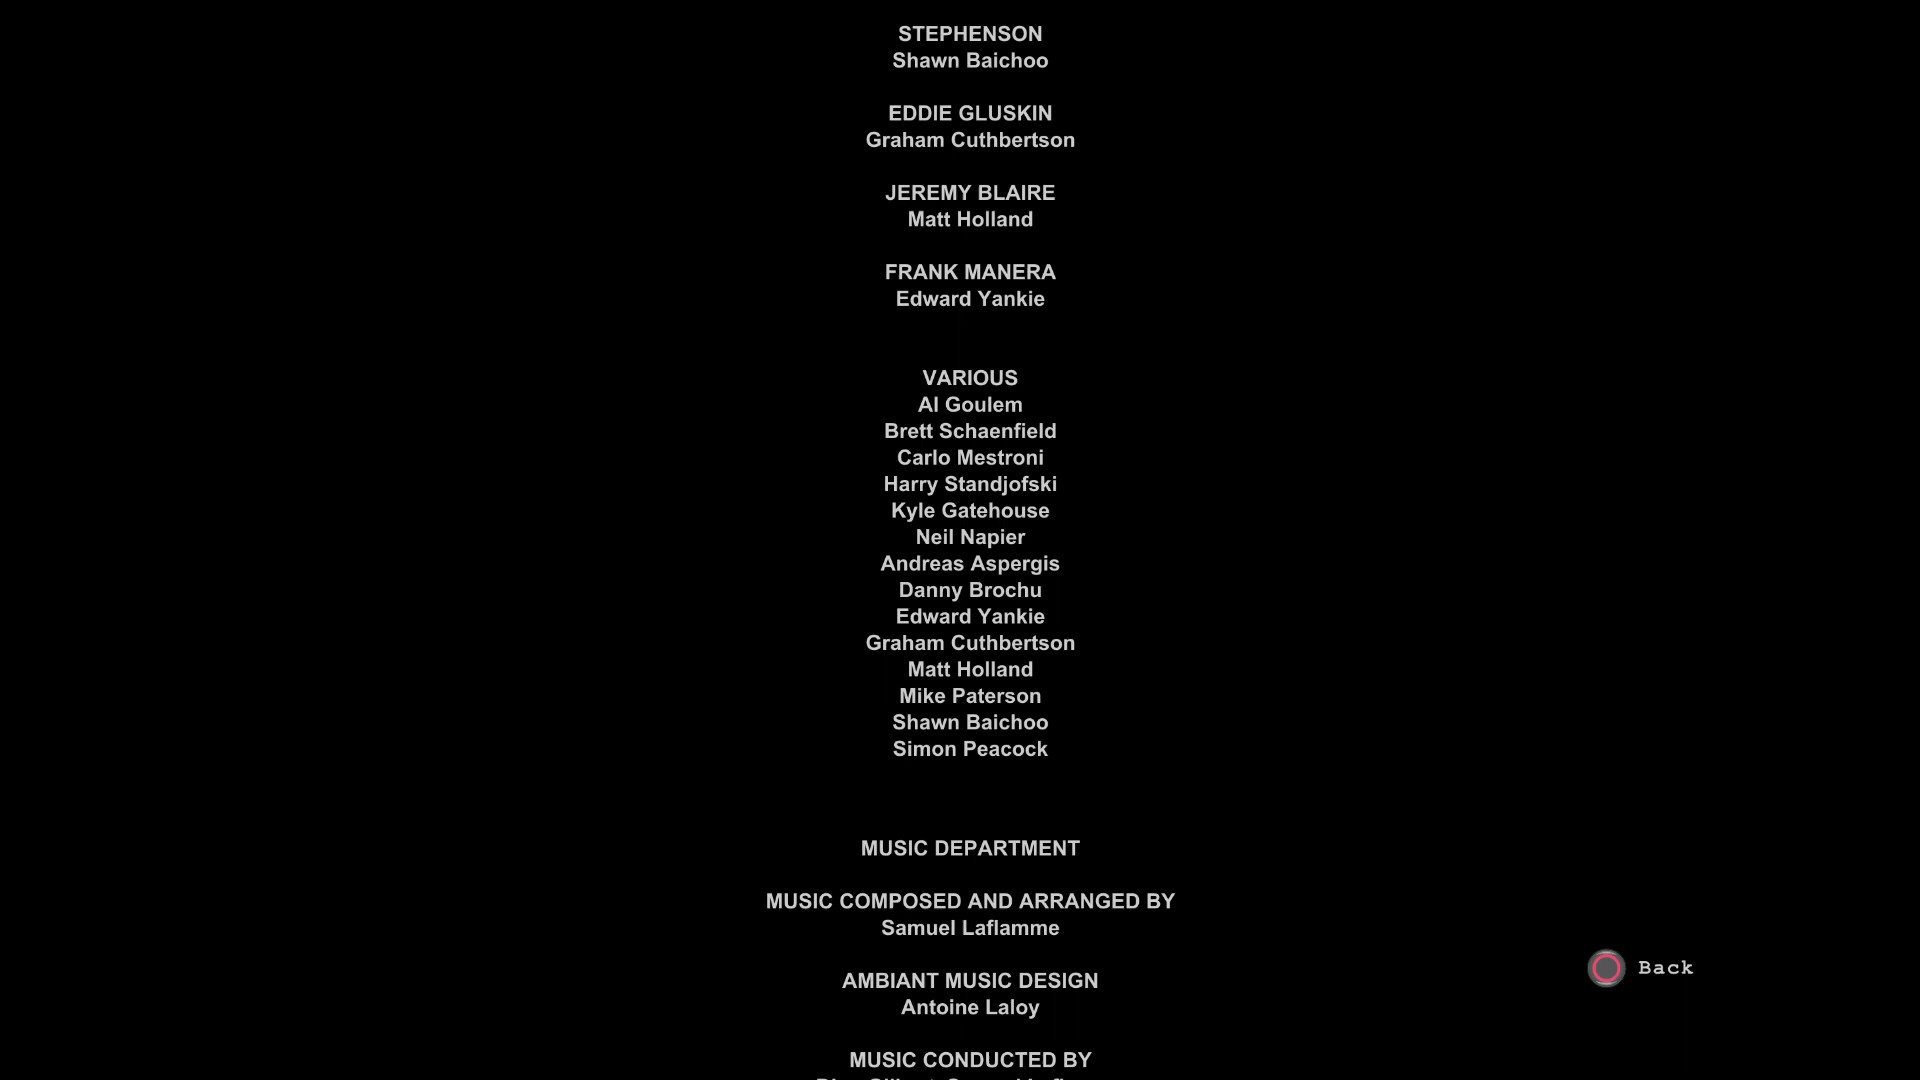 STEPHENSON
Shawn Baichoo
EDDIE GLUSKIN
Graham Cuthbertson
JEREMY BLAIRE
Matt Holland
FRANK MANERA
Edward Yankie
VARIOUS
Al Goulem
Brett Schaenfield
Carlo Mestroni
Harry Standjofski
Kyle Gatehouse
Neil Napier
Andreas Aspergis
Danny Brochu
Edward Yankie
Graham Cuthbertson
Matt Holland
Mike Paterson
Shawn Baichoo
Simon Peacock
MUSIC DEPARTMENT
MUSIC COMPOSED AND ARRANGED BY
Samuel Laflamme
AMBIANT MUSIC DESIGN
Antoine Laloy
Back
MUSIC CONDUCTED BY